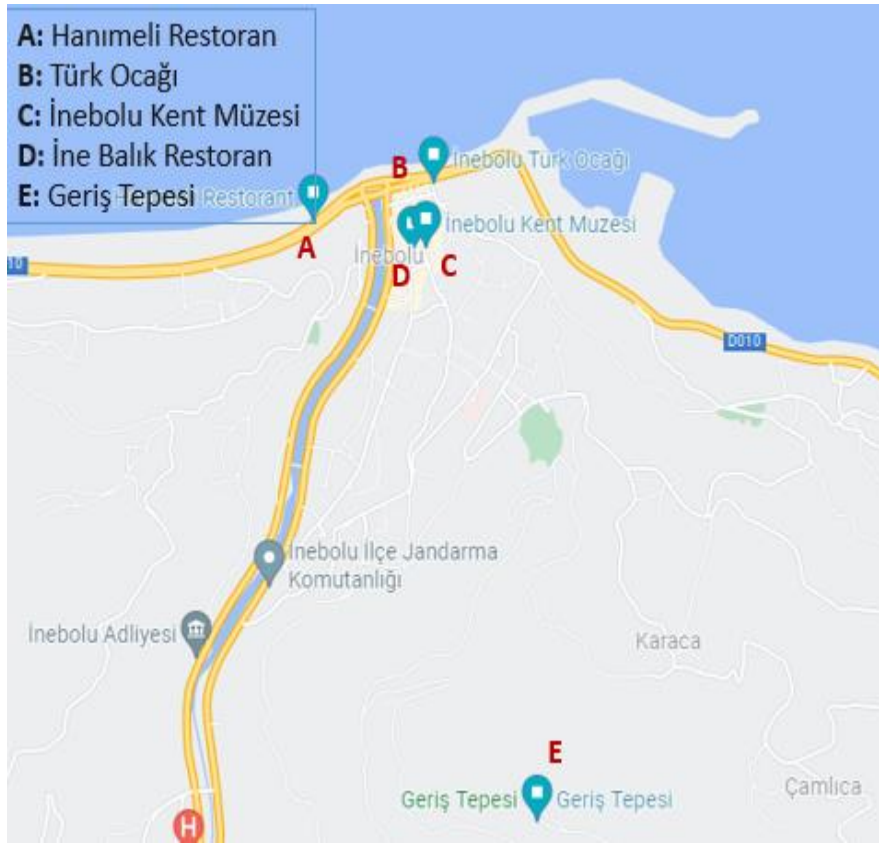 A: Hanımeli Restoran
B: Türk Ocağı
C: İnebolu Kent Müzesi
D: İne Balık Restoran
E: Geriş Tepesi
Restorant
B
İnebolu Türk Ocağı
A
İnebolu Kent Müzesi
İnebolu
D
C
10
D010
İnebolu İlçe Jandarma
Komutanlığı
İnebolu Adliyesi
Karaca
E
Geriş Tepesi
Geriş Tepesi
Çamlıca
H